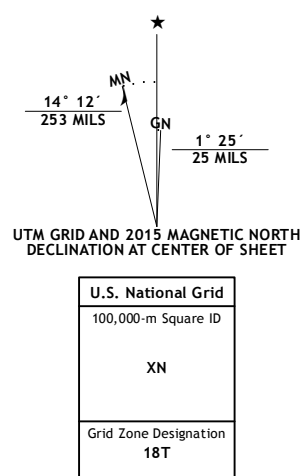 ★
MN
GN
14° 12´
253 MILS
1° 25´
25 MILS
UTM GRID AND 2015 MAGNETIC NORTH
DECLINATION AT CENTER OF SHEET
U.S. National Grid
100,000-m Square ID
XN
Grid Zone Designation
18T